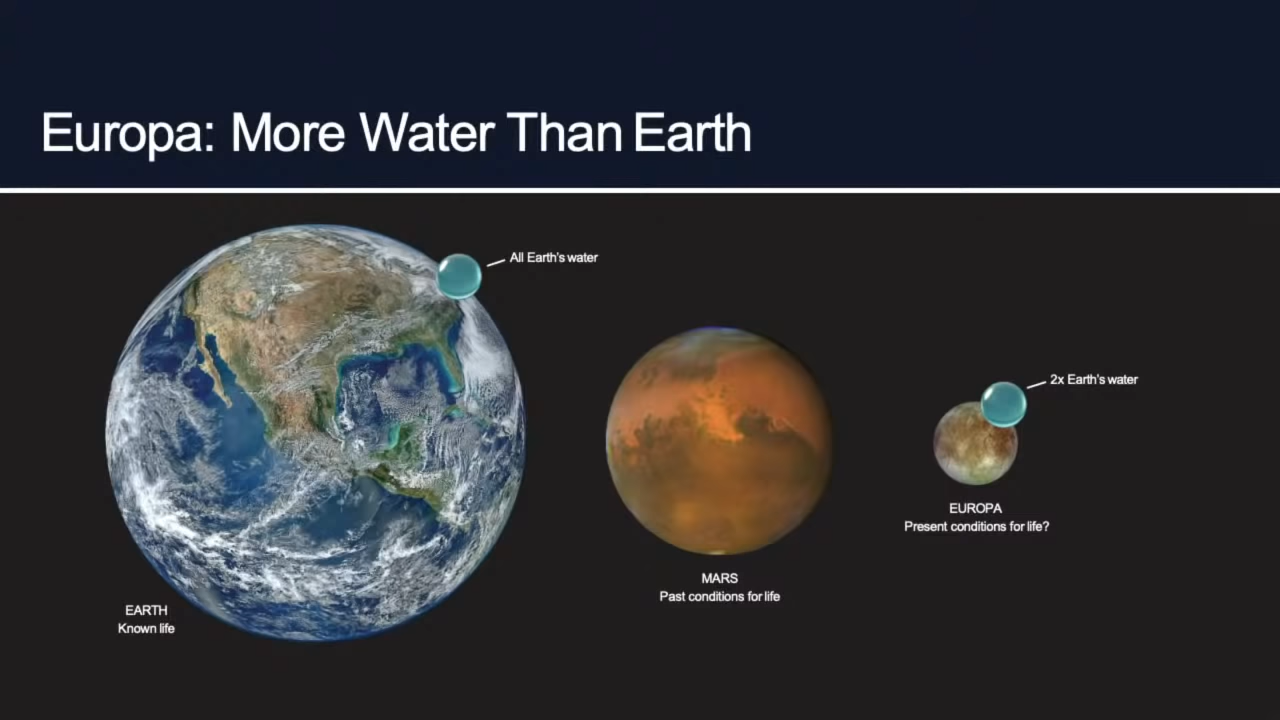 Europa: More Water Than Earth
All Earth's water
2x Earth's water
EUROPA
Present conditions for life?
MARS
Past conditions for life
EARTH
Known life